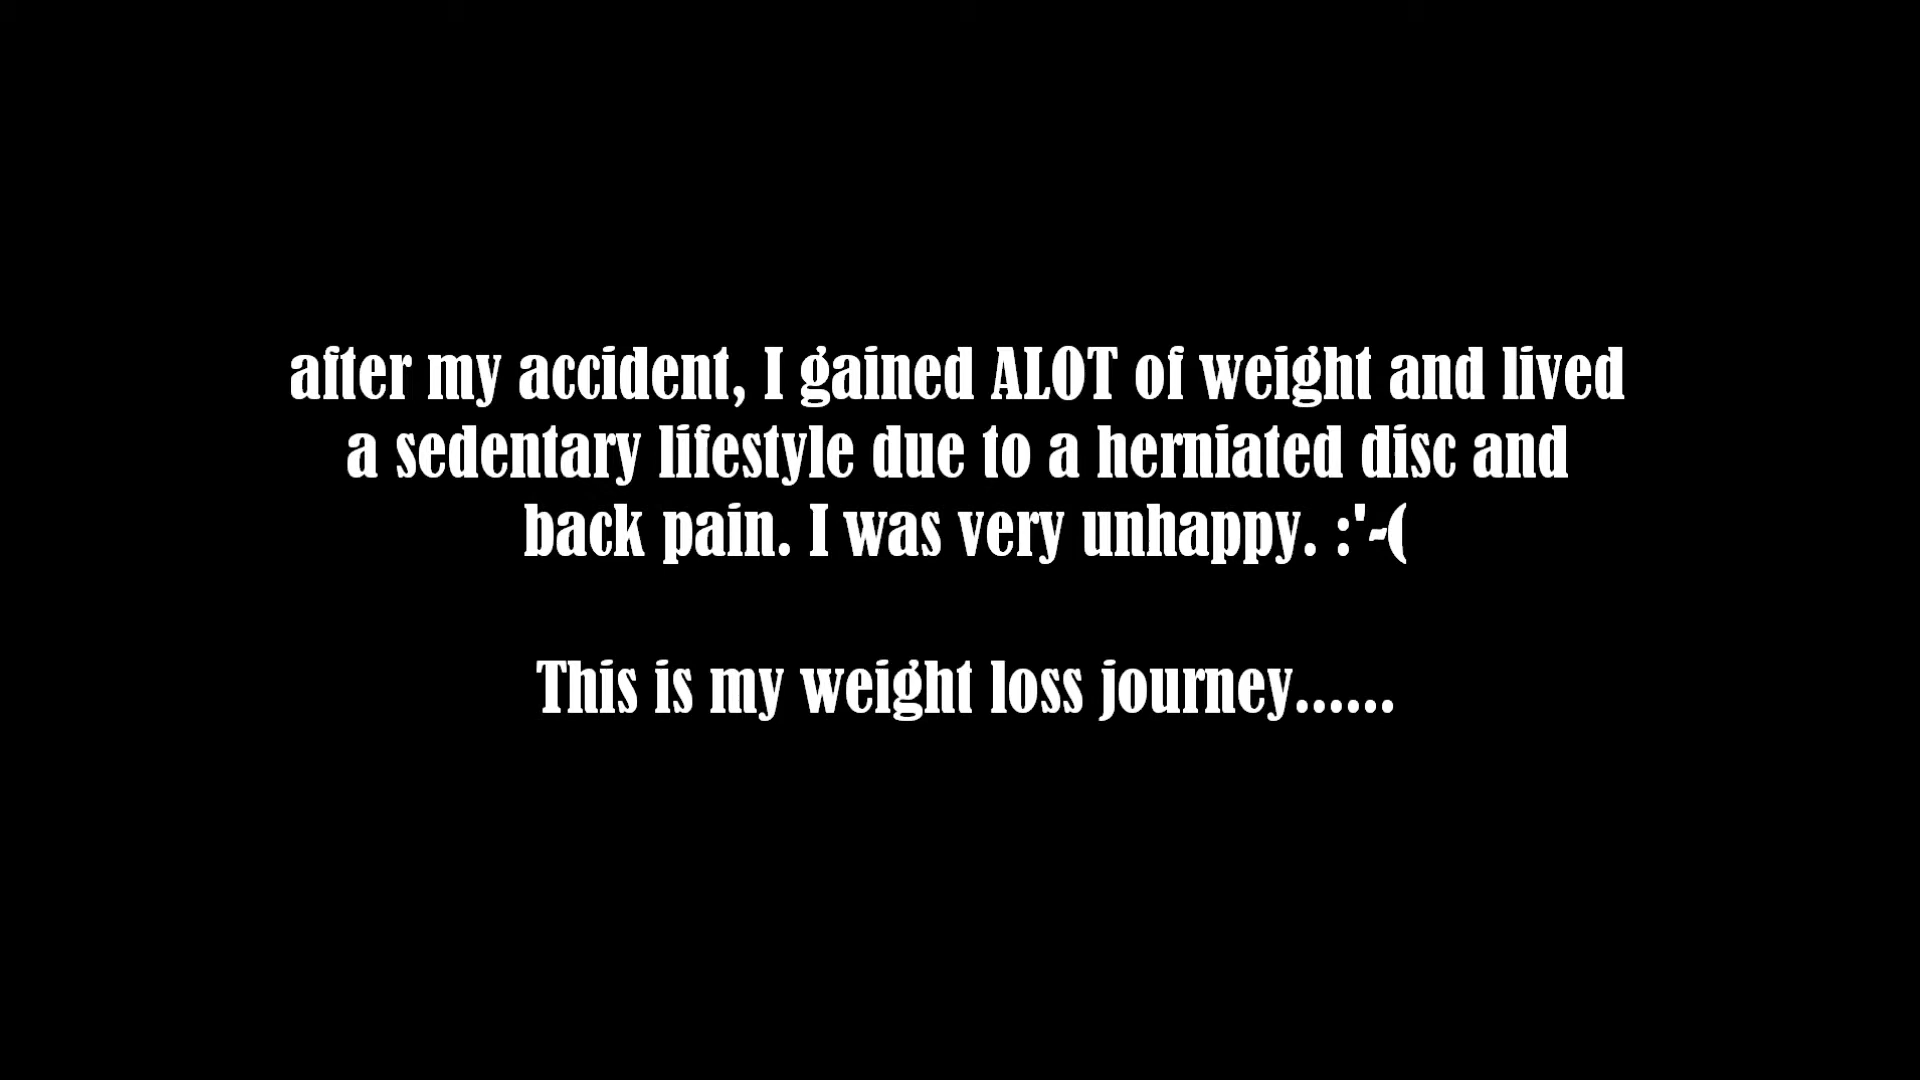 after my accident, I gained ALOT of weight and lived
a sedentary lifestyle due to a herniated disc and
back pain. I was very unhappy. :'-(
This is my weight loss journey......